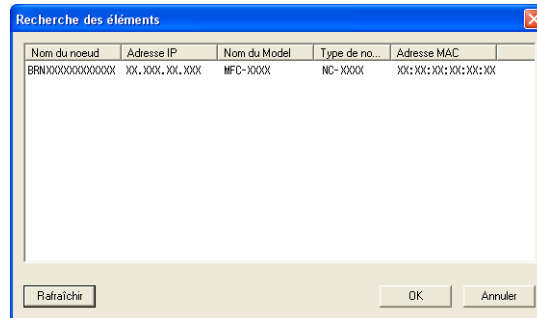 Recherche des éléments
Nom du noeud Adresse IP Nom du Model Type de no... Adresse MAC
BRNXXXXXXXXXXXX XX.XXX.XX.XXX MFC-XXXX NC-XXXX XX:XX:XX:XX:XX:XX
Rafraîchir OK Annuler